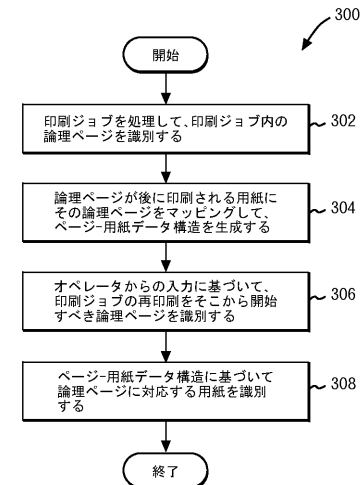 300
開始
印刷ジョブを処理して、印刷ジョブ内の
論理ページを識別する
302
論理ページが後に印刷される用紙に
その論理ページをマッピングして、
ページ-用紙データ構造を生成する
304
オペレータからの入力に基づいて、
印刷ジョブの再印刷をそこから開始
すべき論理ページを識別する
306
ページ-用紙データ構造に基づいて
論理ページに対応する用紙を識別
する
308
終了